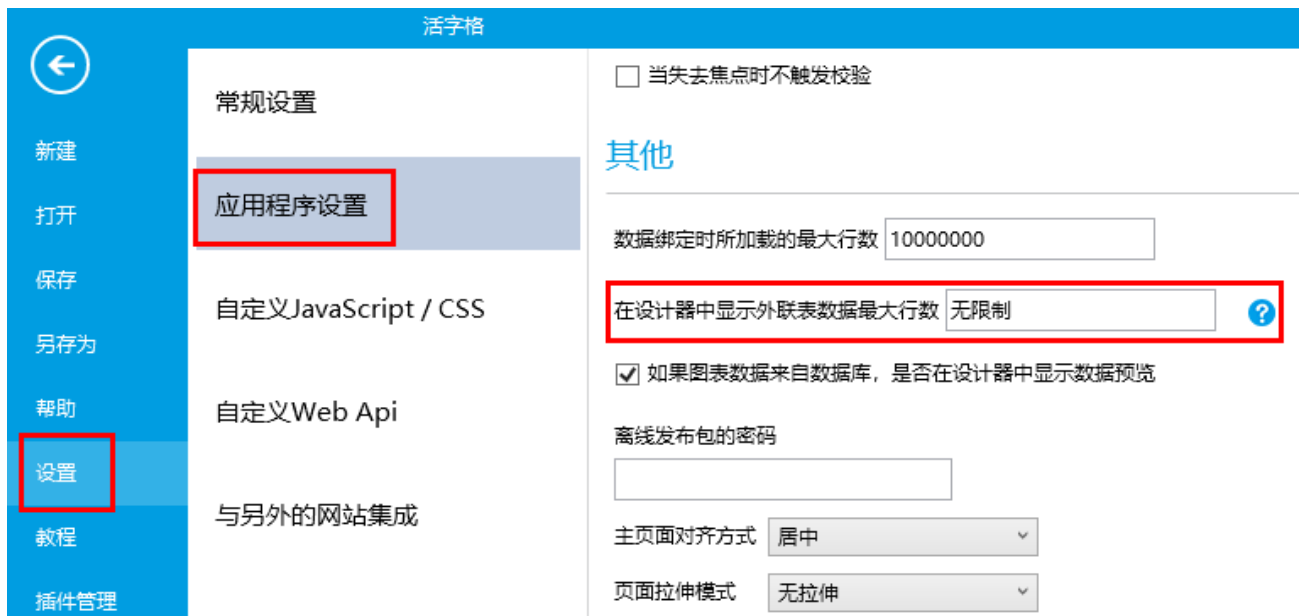 活字格
新建
打开
保存
另存为
帮助
设置
教程
插件管理
常规设置
应用程序设置
自定义JavaScript / CSS
自定义Web Api
与另外的网站集成
当失去焦点时不触发校验
其他
数据绑定时所加载的最大行数 10000000
在设计器中显示外联表数据最大行数 无限制 ?
如果图表数据来自数据库，是否在设计器中显示数据预览
离线发布包的密码
主页面对齐方式 居中
页面拉伸模式 无拉伸